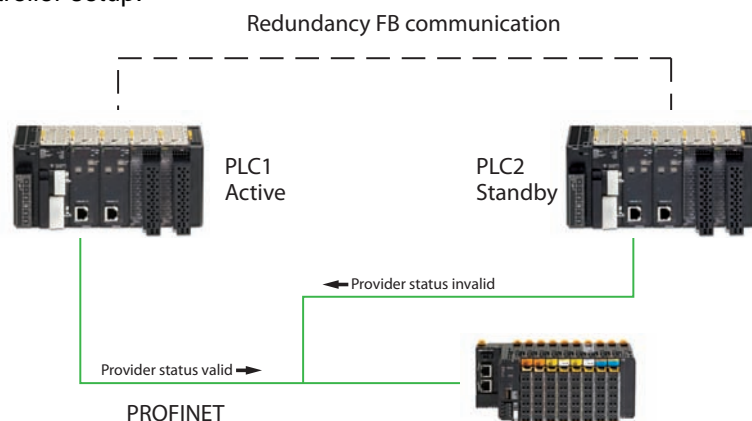 Redundancy FB communication
PLC1
Active
PLC2
Standby
Provider status invalid
Provider status valid
PROFINET